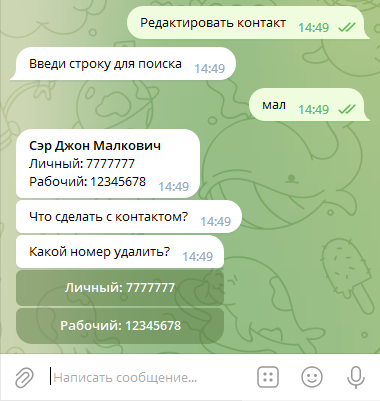 Редактировать контакт
14:49
Введи строку для поиска
14:49
мал
14:49
Сэр Джон Малкович
Личный: 7777777
Рабочий: 12345678
14:49
Что сделать с контактом?
14:49
Какой номер удалить?
14:49
Личный: 7777777
Рабочий: 12345678
Написать сообщение...